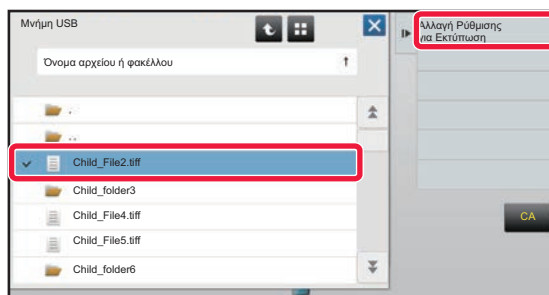 Μνήμη USB
Όνομα αρχείου ή φακέλλου
.
..
Child_File2.tiff
Child_folder3
Child_File4.tiff
Child_File5.tiff
Child_folder6
Αλλαγή Ρύθμισης
για Εκτύπωση
CA